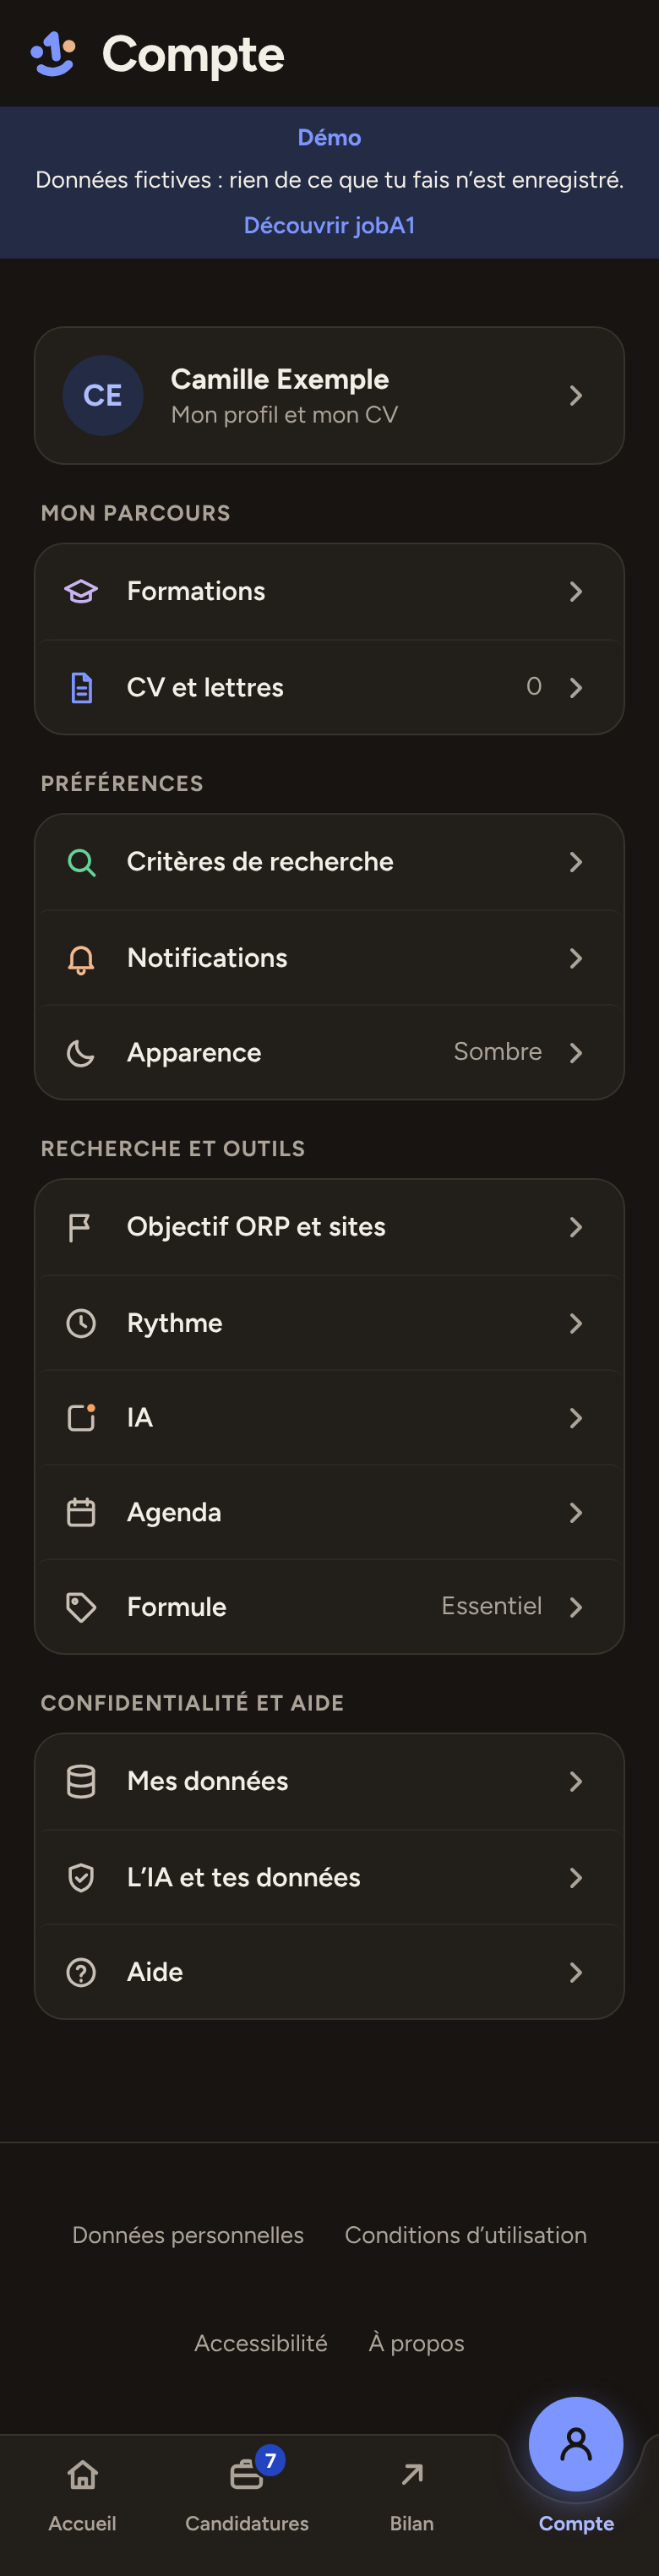 Compte
Démo
Données fictives : rien de ce que tu fais n’est enregistré.
Découvrir jobA1
CE
Camille Exemple
Mon profil et mon CV
MON PARCOURS
Formations
CV et lettres 0
PRÉFÉRENCES
Critères de recherche
Notifications
Apparence Sombre
RECHERCHE ET OUTILS
Objectif ORP et sites
Rythme
IA
Agenda
Formule Essentiel
CONFIDENTIALITÉ ET AIDE
Mes données
L’IA et tes données
Aide
Données personnelles Conditions d’utilisation
Accessibilité À propos
7
Accueil Candidatures Bilan Compte